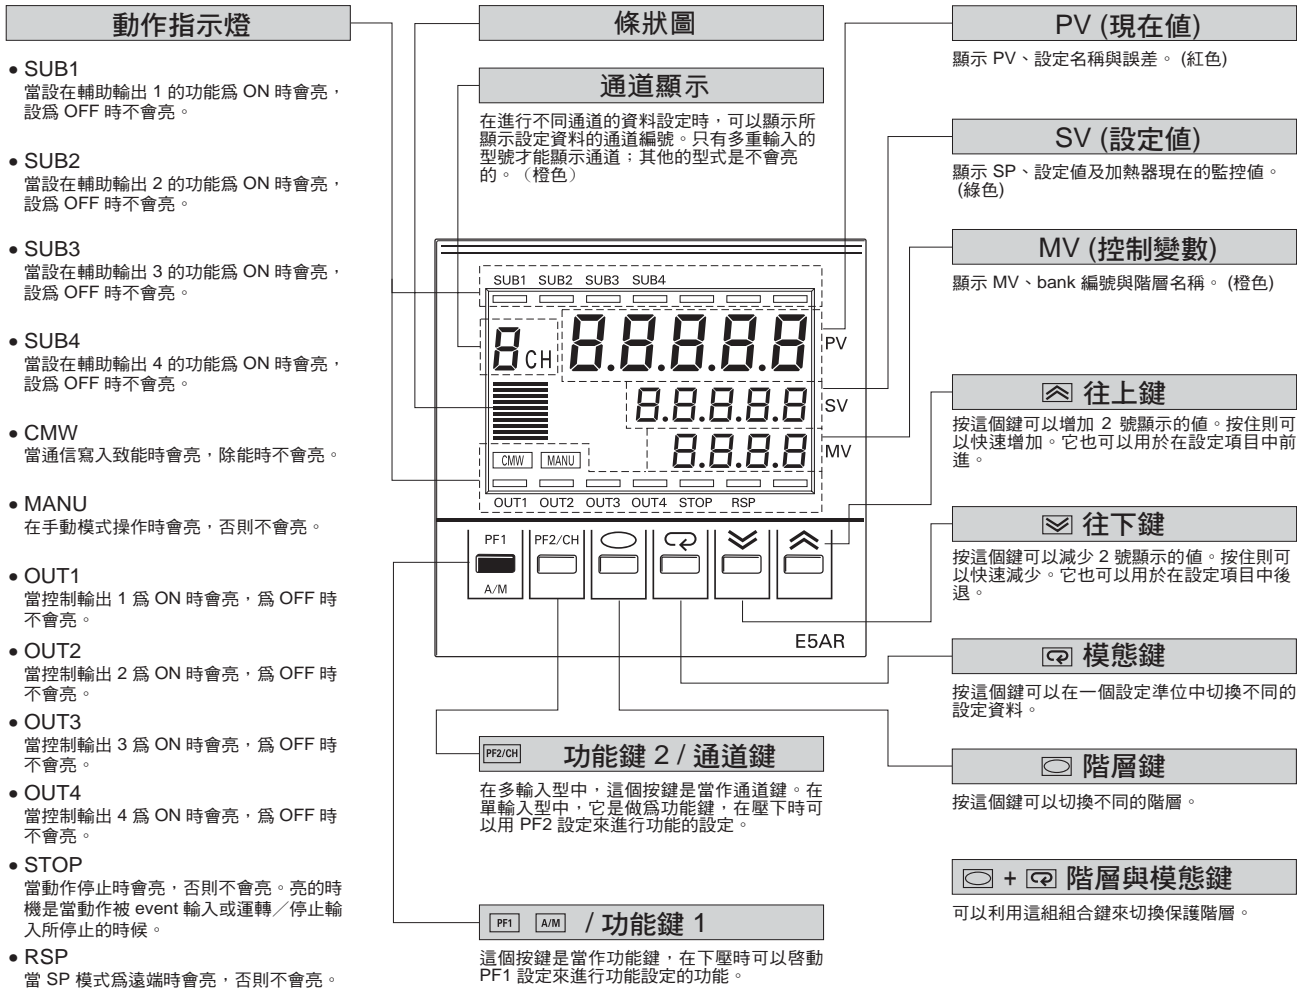 動作指示燈
• SUB1
當設在輔助輸出 1 的功能爲 ON 時會亮，
設爲 OFF 時不會亮。
• SUB2
當設在輔助輸出 2 的功能爲 ON 時會亮，
設爲 OFF 時不會亮。
• SUB3
當設在輔助輸出 3 的功能爲 ON 時會亮，
設爲 OFF 時不會亮。
• SUB4
當設在輔助輸出 4 的功能爲 ON 時會亮，
設爲 OFF 時不會亮。
• CMW
當通信寫入致能時會亮，除能時不會亮。
• MANU
在手動模式操作時會亮，否則不會亮。
• OUT1
當控制輸出 1 爲 ON 時會亮，爲 OFF 時
不會亮。
• OUT2
當控制輸出 2 爲 ON 時會亮，爲 OFF 時
不會亮。
• OUT3
當控制輸出 3 爲 ON 時會亮，爲 OFF 時
不會亮。
• OUT4
當控制輸出 4 爲 ON 時會亮，爲 OFF 時
不會亮。
• STOP
當動作停止時會亮，否則不會亮。亮的時
機是當動作被 event 輸入或運轉／停止輸
入所停止的時候。
• RSP
當 SP 模式爲遠端時會亮，否則不會亮。
條狀圖
通道顯示
在進行不同通道的資料設定時，可以顯示所
顯示設定資料的通道編號。只有多重輸入的
型號才能顯示通道；其他的型式是不會亮
的。（橙色）
SUB1 SUB2 SUB3 SUB4
8 CH 8.8.8.8.8 PV
8.8.8.8.8 SV
8.8.8.8 MV
CMW MANU
OUT1 OUT2 OUT3 OUT4 STOP RSP
PF1 PF2/CH
A/M
E5AR
PF2/CH 功能鍵 2 / 通道鍵
在多輸入型中，這個按鍵是當作通道鍵。在
單輸入型中，它是做爲功能鍵，在壓下時可
以用 PF2 設定來進行功能的設定。
PF1 A/M / 功能鍵 1
這個按鍵是當作功能鍵，在下壓時可以啓動
PF1 設定來進行功能設定的功能。
PV (現在值)
顯示 PV、設定名稱與誤差。 (紅色)
SV (設定值)
顯示 SP、設定值及加熱器現在的監控值。
(綠色)
MV (控制變數)
顯示 MV、bank 編號與階層名稱。 (橙色)
往上鍵
按這個鍵可以增加 2 號顯示的值。按住則可
以快速增加。它也可以用於在設定項目中前
進。
往下鍵
按這個鍵可以減少 2 號顯示的值。按住則可
以快速減少。它也可以用於在設定項目中後
退。
模態鍵
按這個鍵可以在一個設定準位中切換不同的
設定資料。
階層鍵
按這個鍵可以切換不同的階層。
+ 階層與模態鍵
可以利用這組組合鍵來切換保護階層。